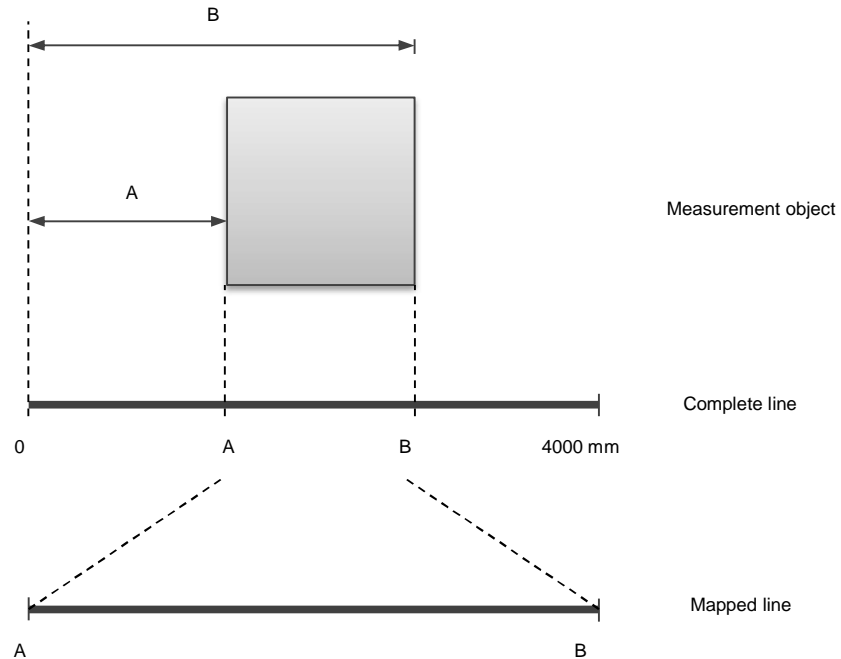 B
A
Measurement object
Complete line
0 A B 4000 mm
Mapped line
A B